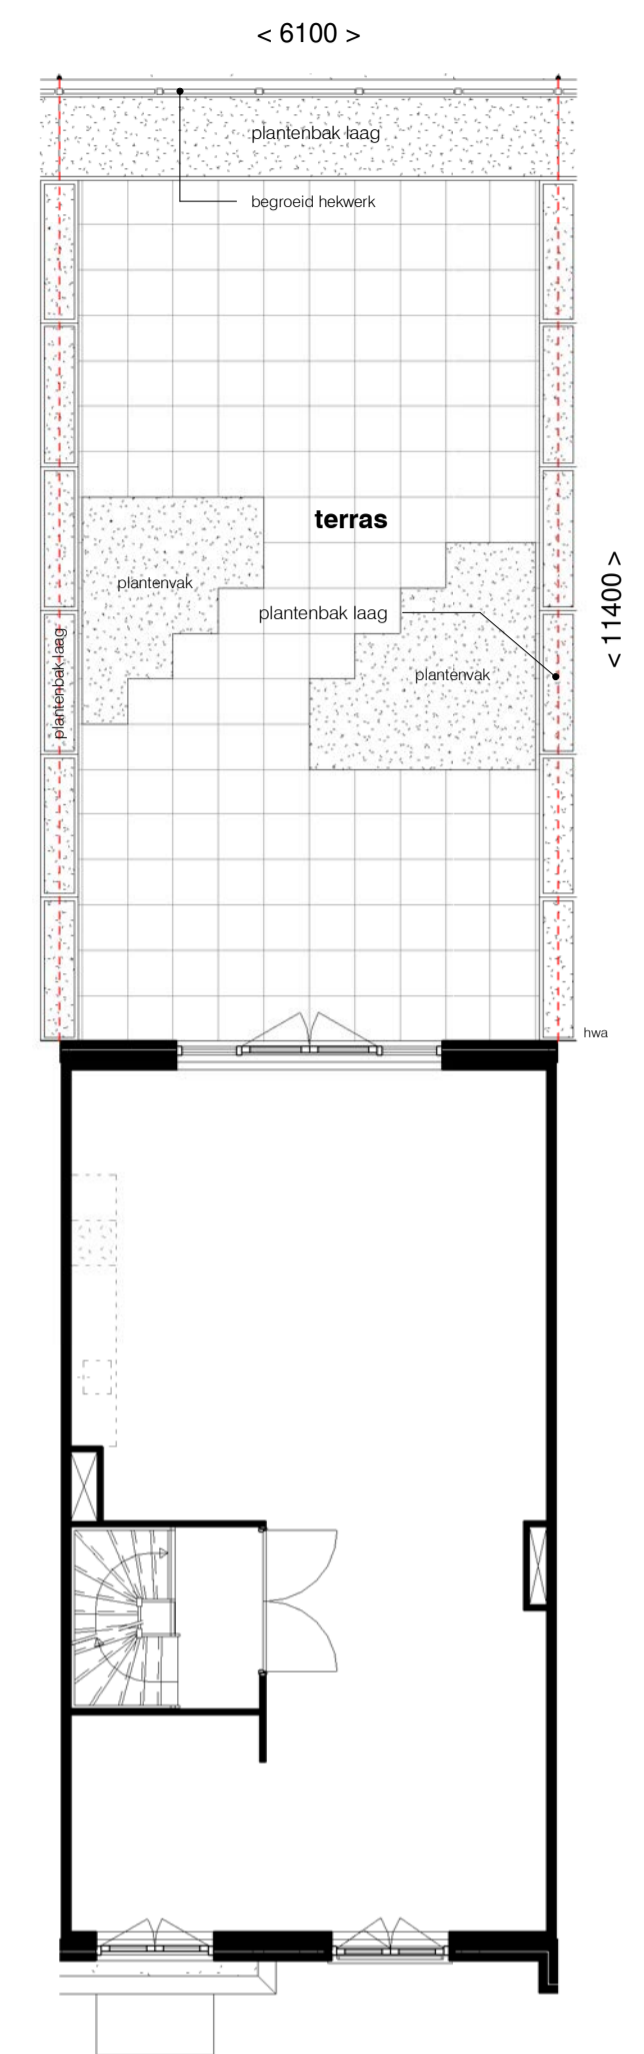 < 6100 >
plantenbak laag
begroeid hekwerk
terras
plantenvak
plantenbak laag
plantenvak
plantenbak laag
< 11400 >
hwa